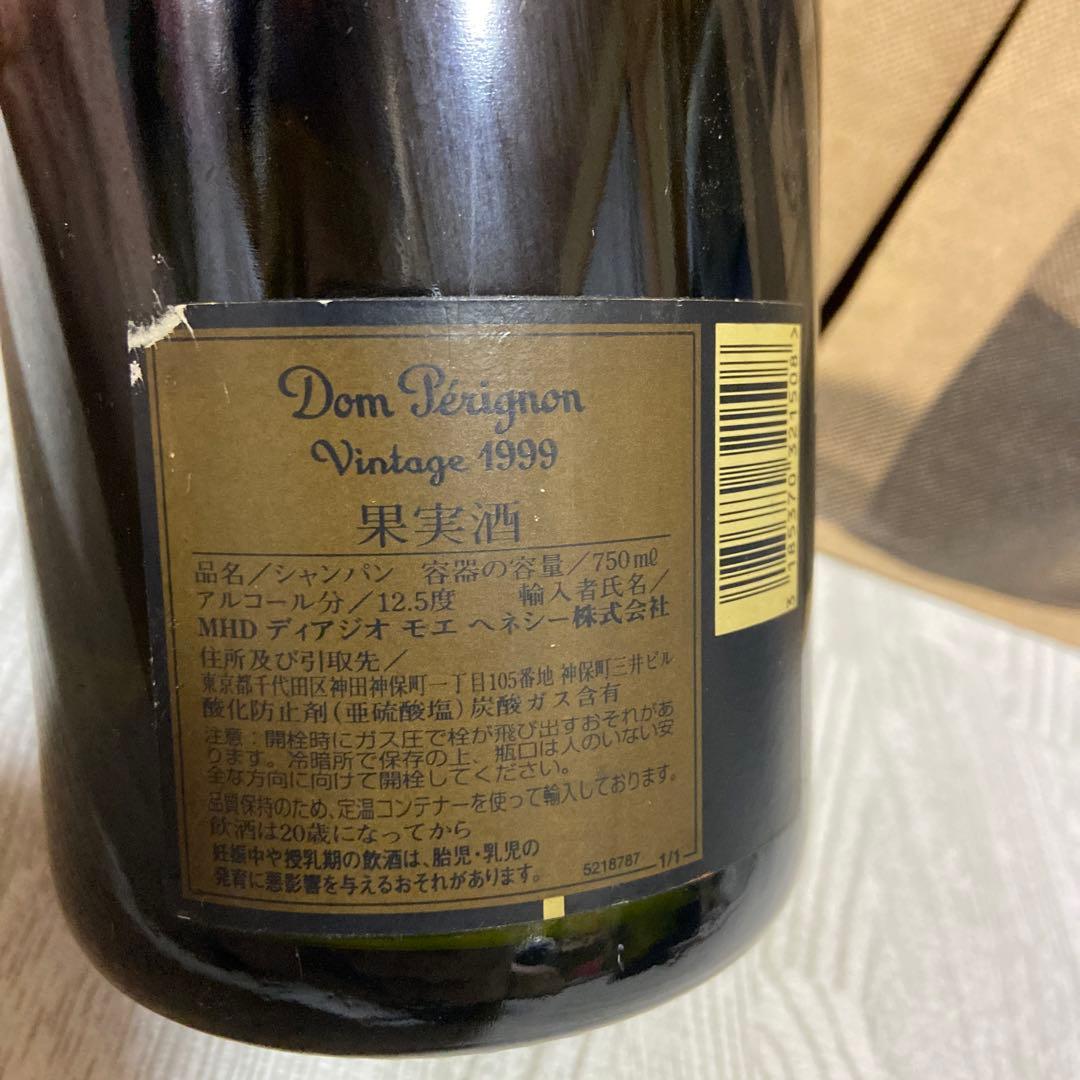 Dom Pérignon
Vintage 1999
果実酒
品名/シャンパン 容器の容量/750mℓ
アルコール分/12.5度 輸入者氏名/
MHD ディアジオ モエ ヘネシー株式会社
住所及び引取先/
東京都千代田区神田神保町一丁目105番地 神保町三井ビル
酸化防止剤(亜硫酸塩)炭酸ガス含有
注意:開栓時にガス圧で栓が飛び出すおそれがあ
ります。冷暗所で保存の上、瓶口は人のいない安
全な方向に向けて開栓してください。
品質保持のため、定温コンテナーを使って輸入しております。
飲酒は20歳になってから
妊娠中や授乳期の飲酒は、胎児・乳児の
発育に悪影響を与えるおそれがあります。
5218787 1/1
3 185370 321508 >